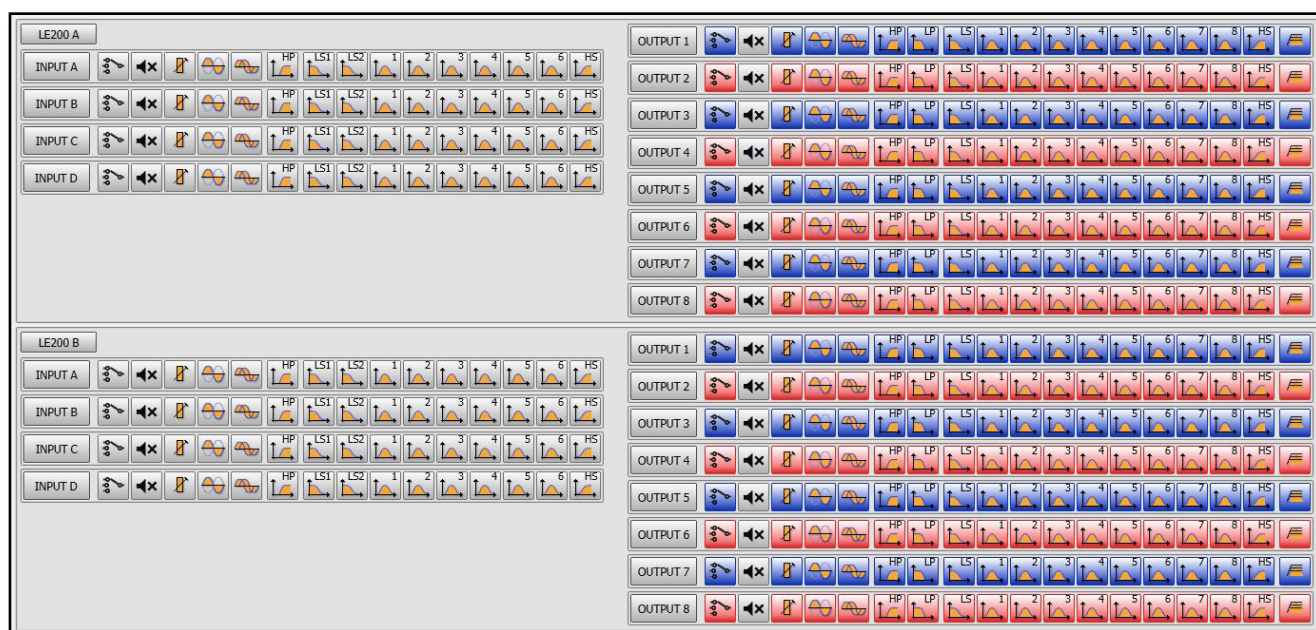 LE200 A
INPUT A HP LS1 LS2 1 2 3 4 5 6 HS
INPUT B HP LS1 LS2 1 2 3 4 5 6 HS
INPUT C HP LS1 LS2 1 2 3 4 5 6 HS
INPUT D HP LS1 LS2 1 2 3 4 5 6 HS
OUTPUT 1 HP LP LS 1 2 3 4 5 6 7 8 HS
OUTPUT 2 HP LP LS 1 2 3 4 5 6 7 8 HS
OUTPUT 3 HP LP LS 1 2 3 4 5 6 7 8 HS
OUTPUT 4 HP LP LS 1 2 3 4 5 6 7 8 HS
OUTPUT 5 HP LP LS 1 2 3 4 5 6 7 8 HS
OUTPUT 6 HP LP LS 1 2 3 4 5 6 7 8 HS
OUTPUT 7 HP LP LS 1 2 3 4 5 6 7 8 HS
OUTPUT 8 HP LP LS 1 2 3 4 5 6 7 8 HS
LE200 B
INPUT A HP LS1 LS2 1 2 3 4 5 6 HS
INPUT B HP LS1 LS2 1 2 3 4 5 6 HS
INPUT C HP LS1 LS2 1 2 3 4 5 6 HS
INPUT D HP LS1 LS2 1 2 3 4 5 6 HS
OUTPUT 1 HP LP LS 1 2 3 4 5 6 7 8 HS
OUTPUT 2 HP LP LS 1 2 3 4 5 6 7 8 HS
OUTPUT 3 HP LP LS 1 2 3 4 5 6 7 8 HS
OUTPUT 4 HP LP LS 1 2 3 4 5 6 7 8 HS
OUTPUT 5 HP LP LS 1 2 3 4 5 6 7 8 HS
OUTPUT 6 HP LP LS 1 2 3 4 5 6 7 8 HS
OUTPUT 7 HP LP LS 1 2 3 4 5 6 7 8 HS
OUTPUT 8 HP LP LS 1 2 3 4 5 6 7 8 HS